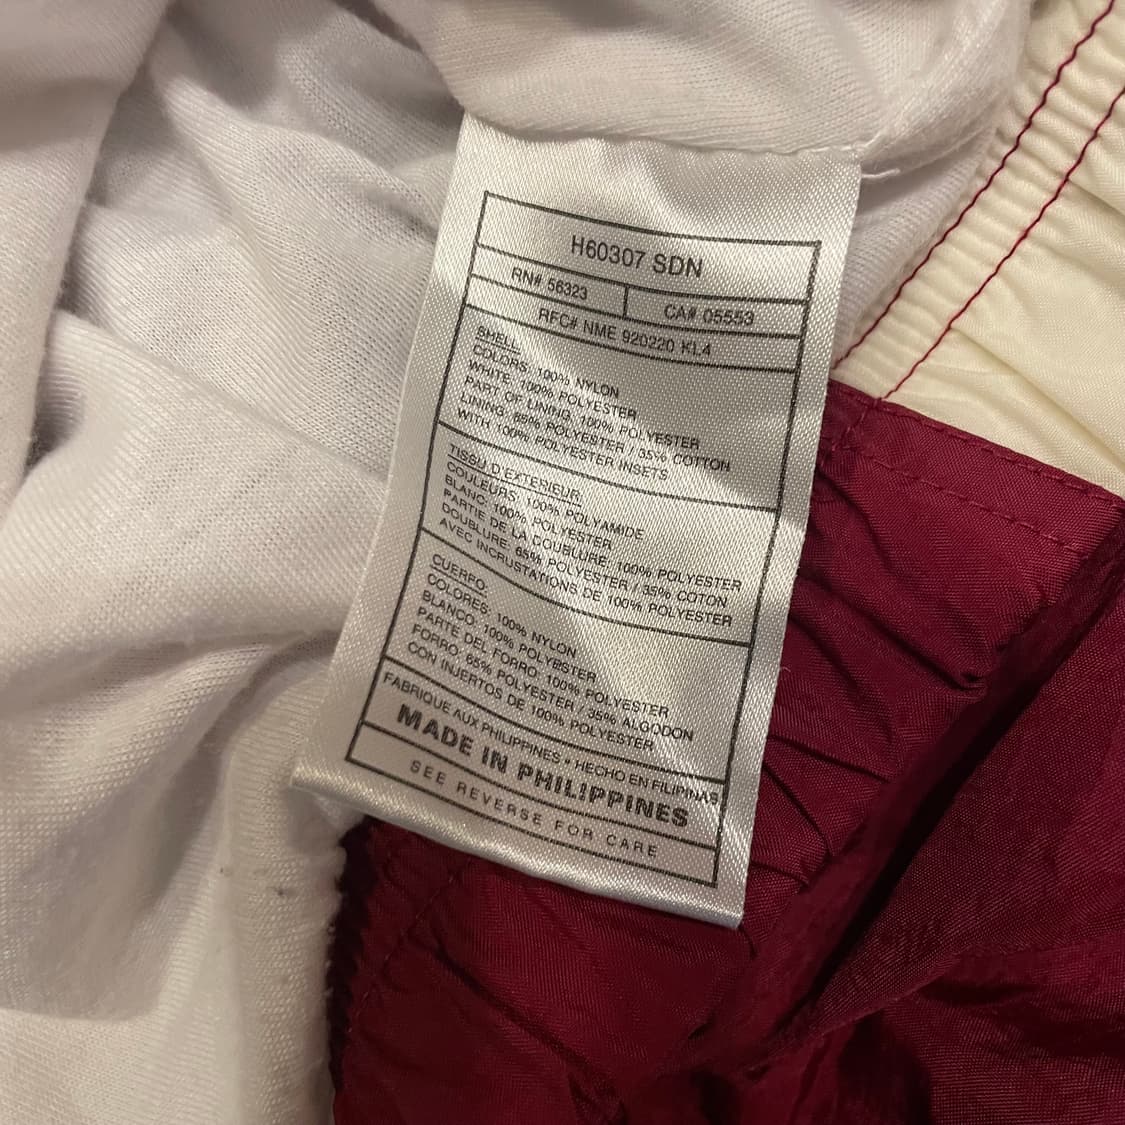 H60307 SDN
RN# 56323
CA# 05553
RFC# NME 920220 KL4
SHELL:
COLORS: 100% NYLON
WHITE: 100% POLYESTER
PART OF LINING: 100% POLYESTER
LINING: 65% POLYESTER / 35% COTTON
WITH 100% POLYESTER INSETS
TISSU D'EXTERIEUR:
COULEURS: 100% POLYAMIDE
BLANC: 100% POLYESTER
PARTIE DE LA DOUBLURE: 100% POLYESTER
DOUBLURE: 65% POLYESTER / 35% COTON
AVEC INCRUSTATIONS DE 100% POLYESTER
CUERPO:
COLORES: 100% NYLON
BLANCO: 100% POLYESTER
PARTE DEL FORRO: 100% POLYESTER
FORRO: 65% POLYESTER / 35% ALGODON
CON INJERTOS DE 100% POLYESTER
FABRIQUE AUX PHILIPPINES • HECHO EN FILIPINAS
MADE IN PHILIPPINES
SEE REVERSE FOR CARE